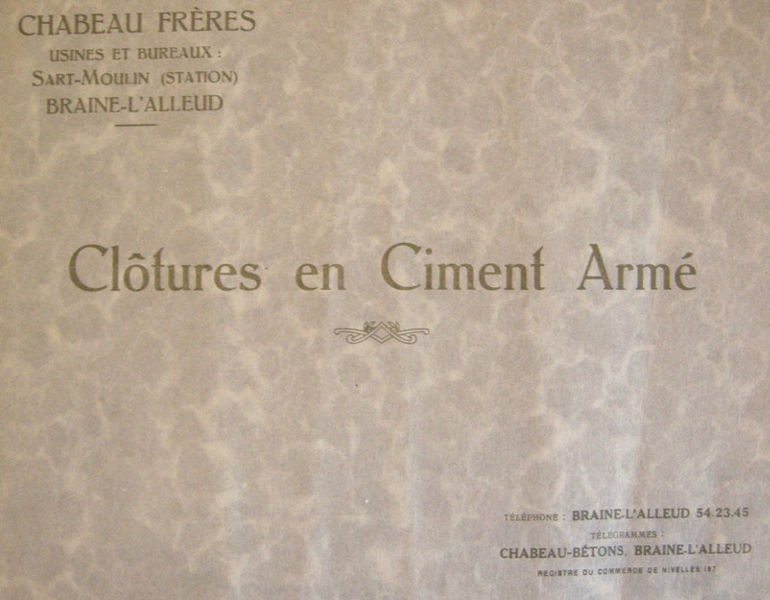 CHABEAU FRÈRES
USINES ET BUREAUX :
SART-MOULIN (STATION)
BRAINE-L'ALLEUD
Clôtures en Ciment Armé
TÉLÉPHONE : BRAINE-L'ALLEUD 54.23.45
TÉLÉGRAMMES :
CHABEAU-BÉTONS, BRAINE-L'ALLEUD
REGISTRE DU COMMERCE DE NIVELLES 187